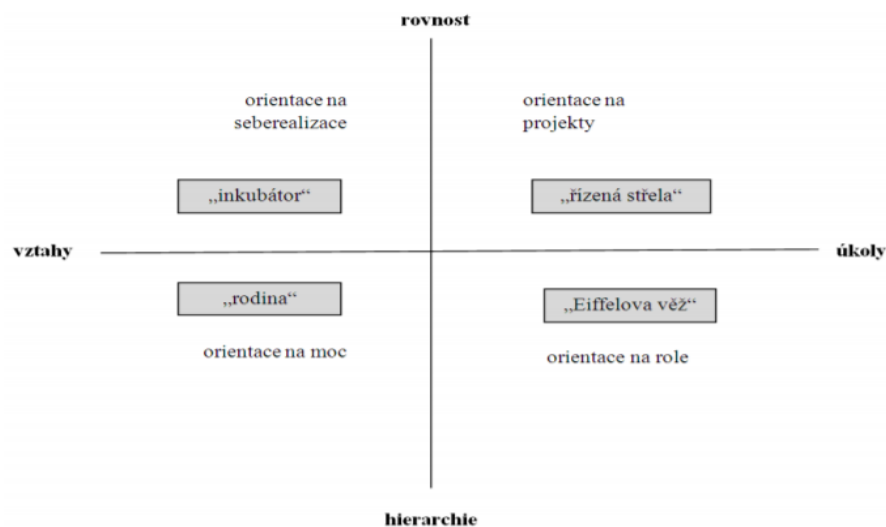 rovnost
orientace na
seberealizace
orientace na
projekty
„inkubátor“
„řízená střela“
vztahy
úkoly
„rodina“
„Eiffelova věž“
orientace na moc
orientace na role
hierarchie